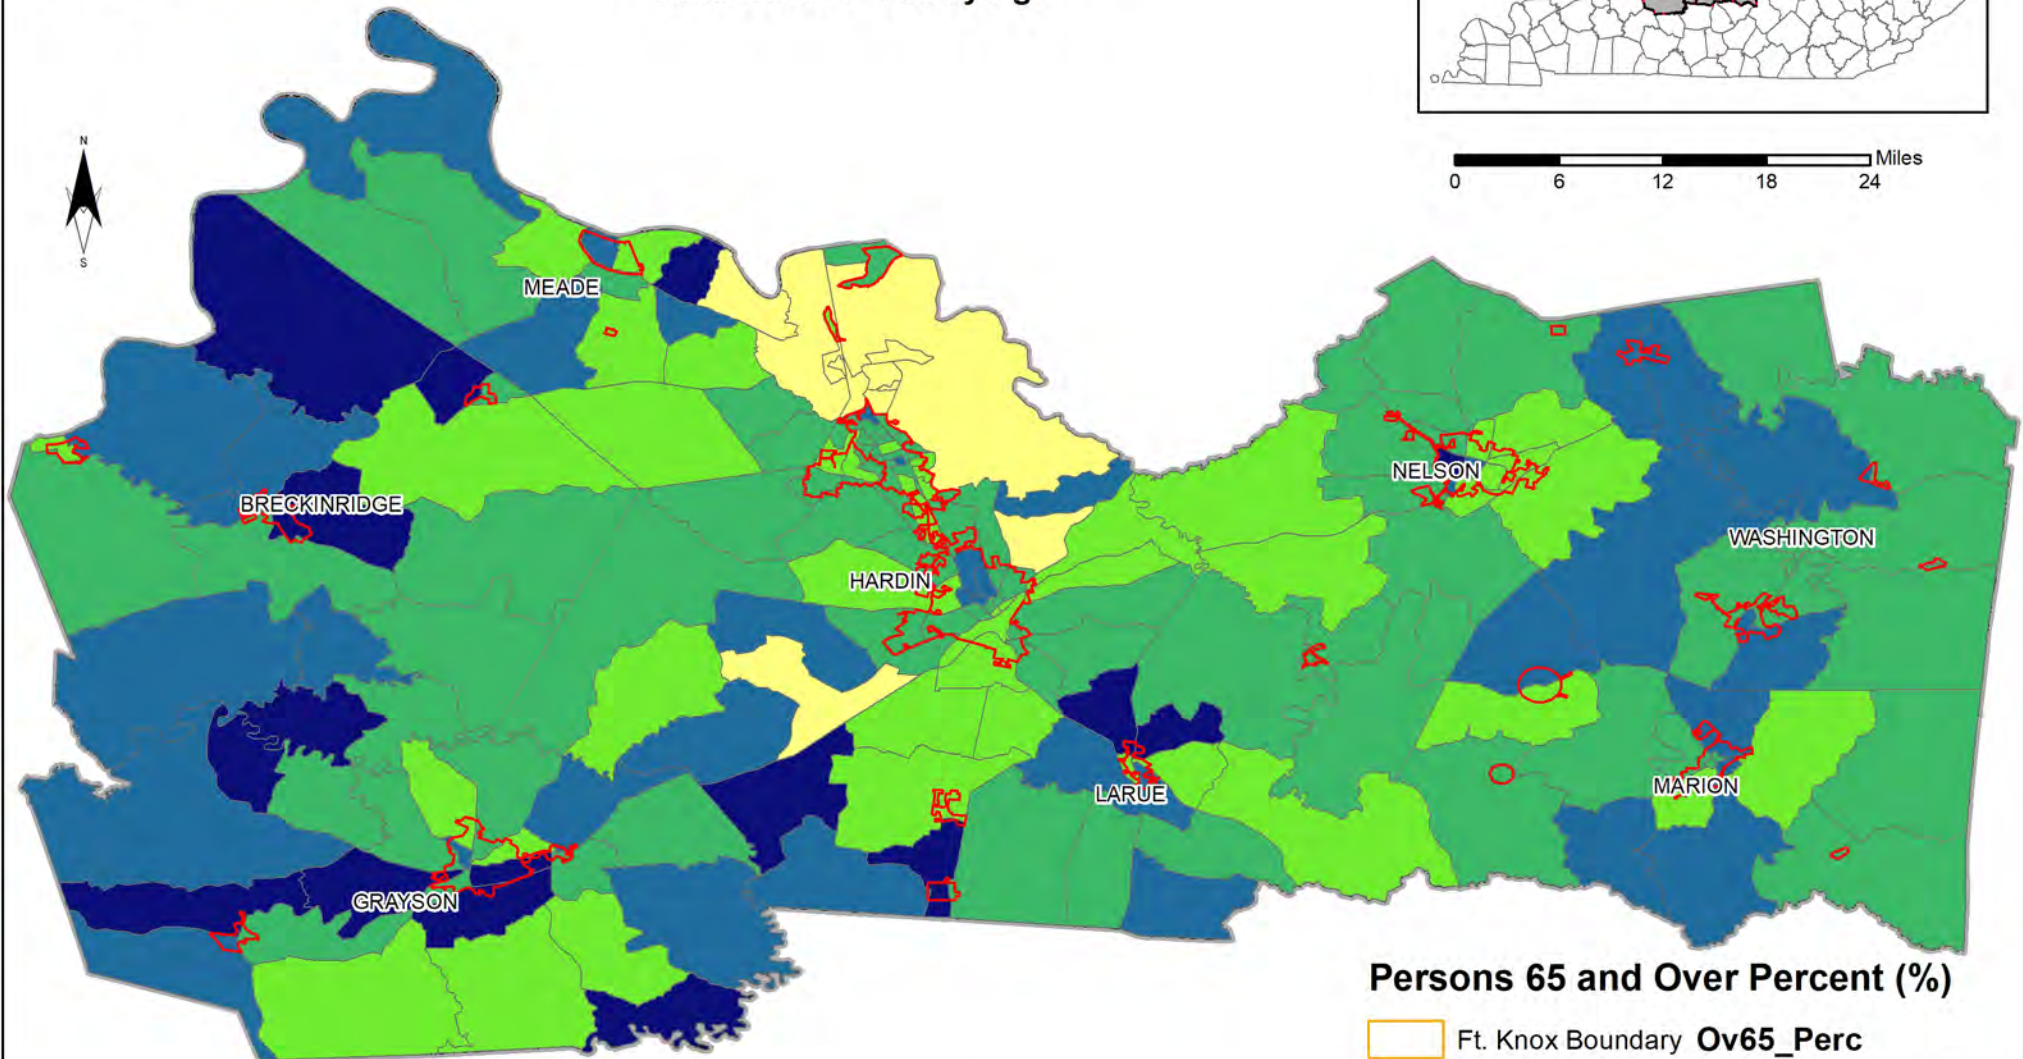 Miles
0 6 12 18 24
N
S
MEADE
BRECKINRIDGE
NELSON
WASHINGTON
HARDIN
LARUE
MARION
GRAYSON
Persons 65 and Over Percent (%)
Ft. Knox Boundary Ov65_Perc